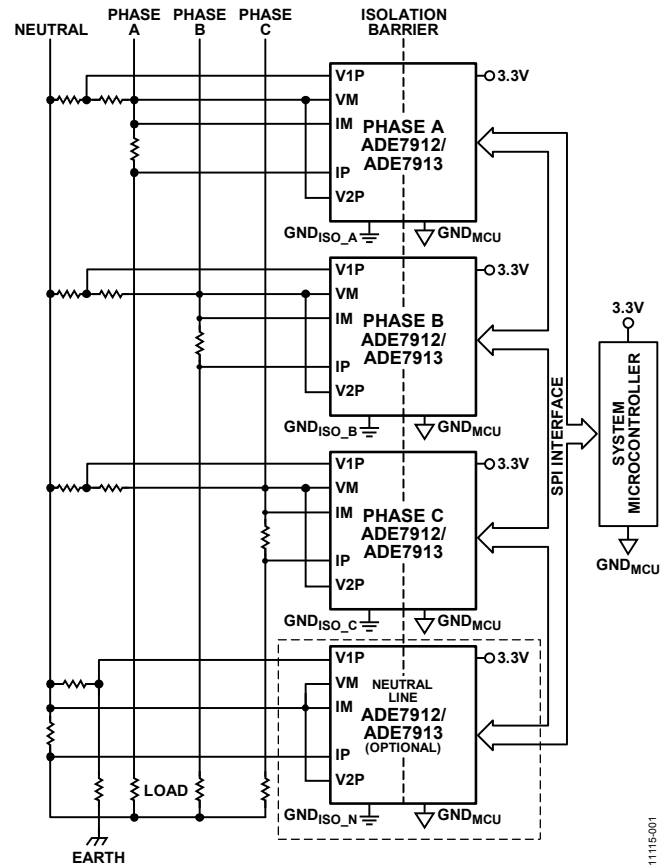 NEUTRAL
PHASE
A
PHASE
B
PHASE
C
ISOLATION
BARRIER
V1P
VM
IM
IP
V2P
PHASE A
ADE7912/
ADE7913
3.3V
GNDISO_A
GNDMCU
V1P
VM
IM
IP
V2P
PHASE B
ADE7912/
ADE7913
3.3V
GNDISO_B
GNDMCU
V1P
VM
IM
IP
V2P
PHASE C
ADE7912/
ADE7913
3.3V
GNDISO_C
GNDMCU
V1P
VM
IM
IP
V2P
NEUTRAL
LINE
ADE7912/
ADE7913
(OPTIONAL)
3.3V
GNDISO_N
GNDMCU
LOAD
EARTH
SPI INTERFACE
3.3V
SYSTEM
MICROCONTROLLER
GNDMCU
11115-001